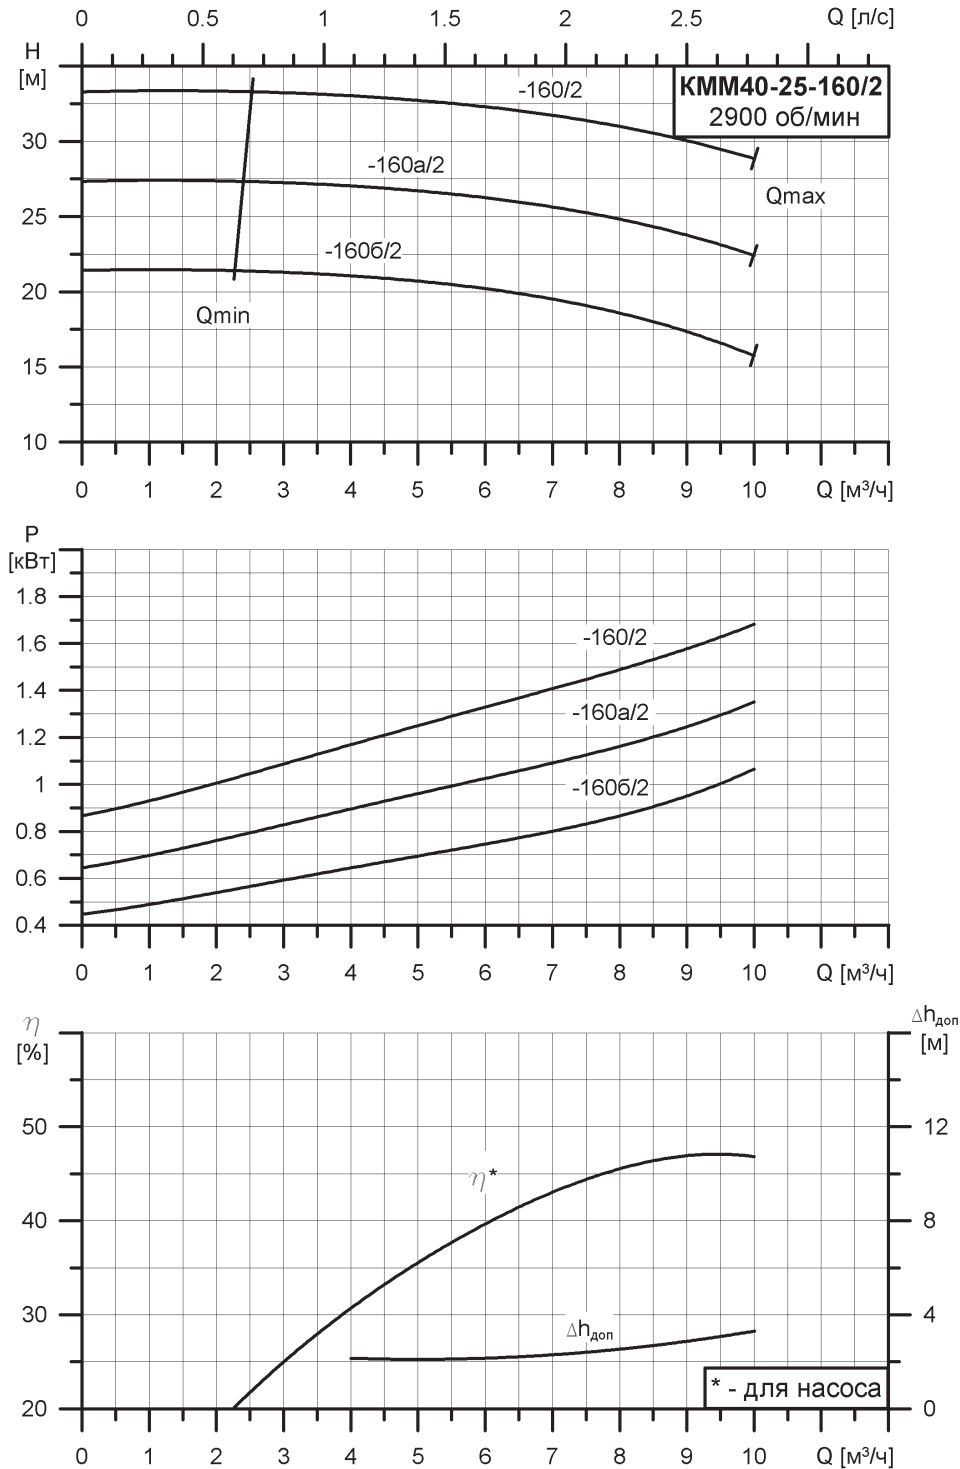 0 0.5 1 1.5 2 2.5 Q [л/с]
H
[м]
КММ40-25-160/2
2900 об/мин
-160/2
-160а/2
-160б/2
Qmax
Qmin
30
25
20
15
10
0 1 2 3 4 5 6 7 8 9 10 Q [м³/ч]
P
[кВт]
1.8
1.6
1.4
1.2
1
0.8
0.6
0.4
-160/2
-160а/2
-160б/2
0 1 2 3 4 5 6 7 8 9 10 Q [м³/ч]
η
[%]
Δhдоп
[м]
50
40
30
20
12
8
4
0
η*
Δhдоп
* - для насоса
0 1 2 3 4 5 6 7 8 9 10 Q [м³/ч]